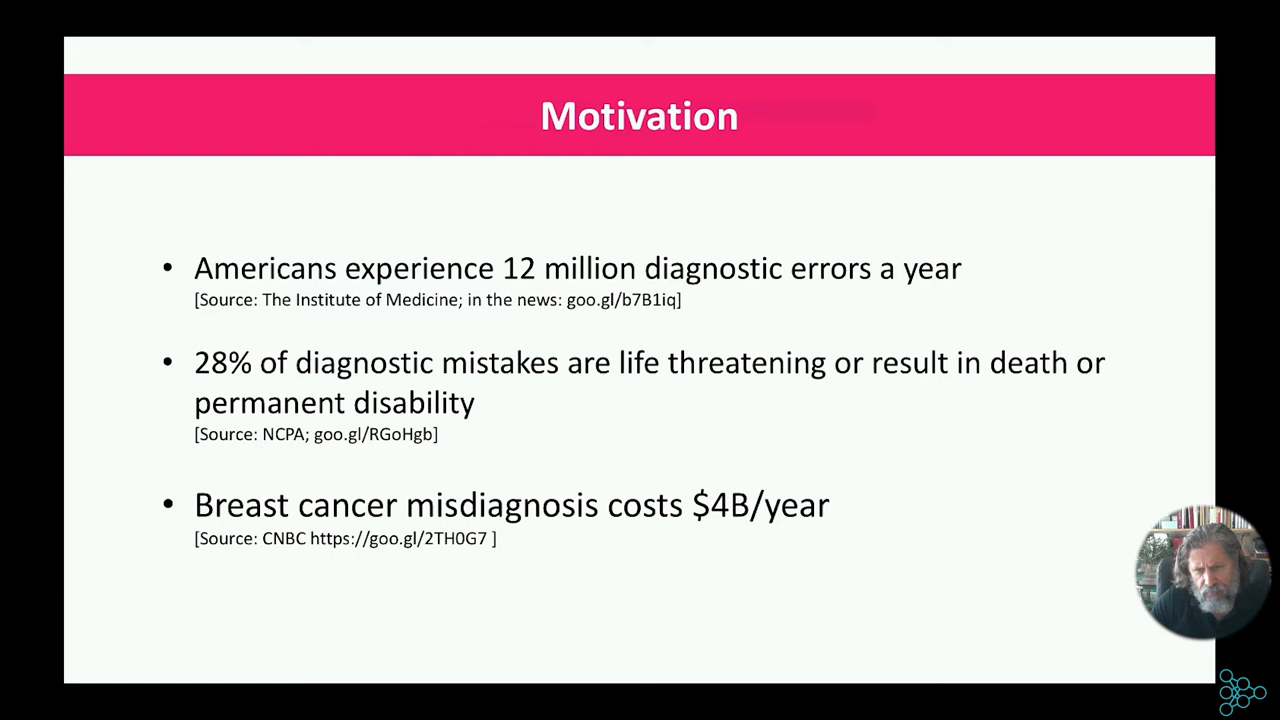 Motivation
• Americans experience 12 million diagnostic errors a year
[Source: The Institute of Medicine; in the news: goo.gl/b7B1iq]
• 28% of diagnostic mistakes are life threatening or result in death or
permanent disability
[Source: NCPA; goo.gl/RGoHgb]
• Breast cancer misdiagnosis costs $4B/year
[Source: CNBC https://goo.gl/2TH0G7 ]